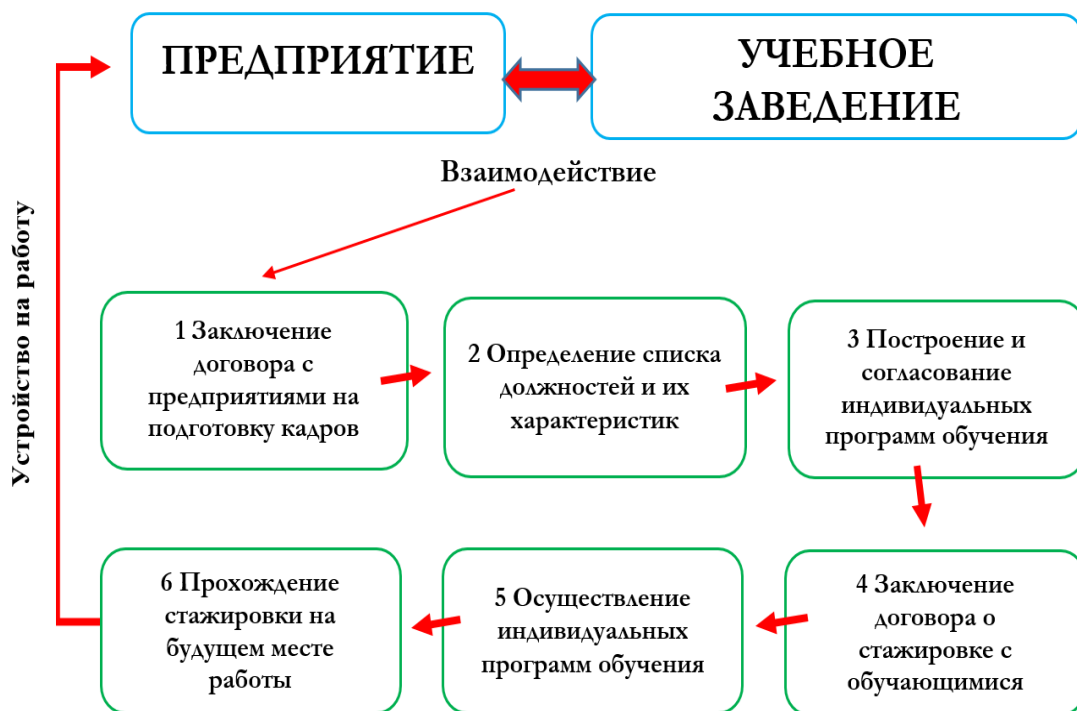 ПРЕДПРИЯТИЕ
УЧЕБНОЕ
ЗАВЕДЕНИЕ
Взаимодействие
Устройство на работу
1 Заключение
договора с
предприятиями на
подготовку кадров
2 Определение списка
должностей и их
характеристик
3 Построение и
согласование
индивидуальных
программ обучения
4 Заключение
договора о
стажировке с
обучающимися
5 Осуществление
индивидуальных
программ обучения
6 Прохождение
стажировки на
будущем месте
работы